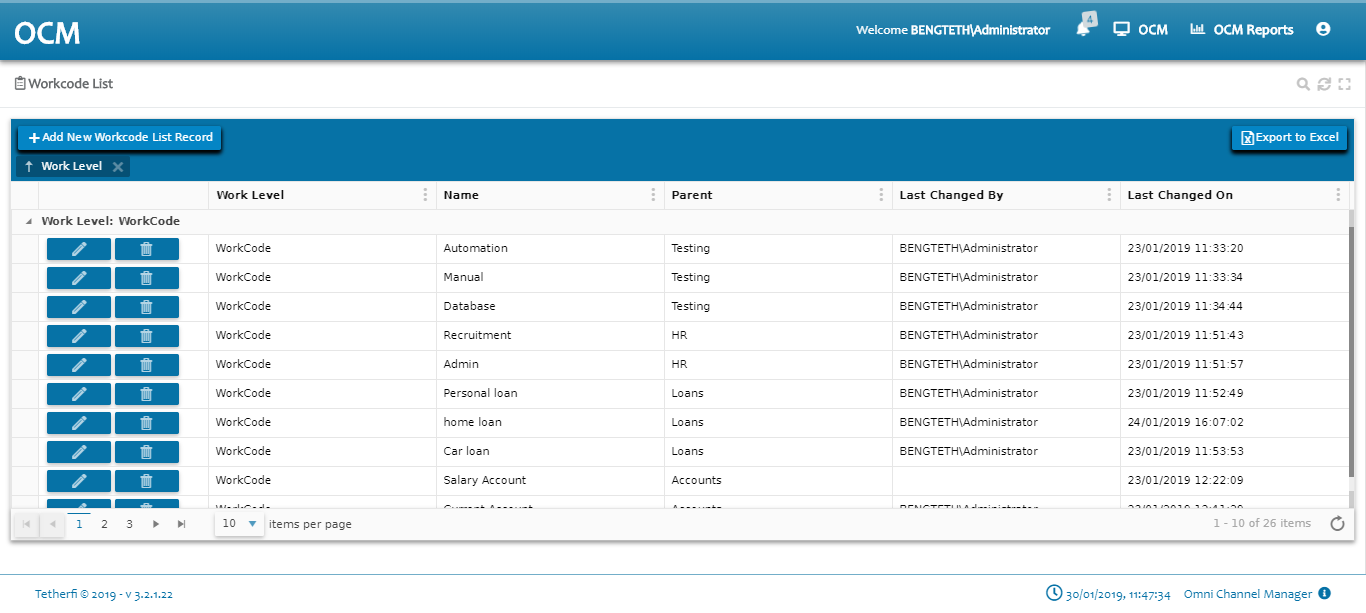 OCM
Welcome BENGTETH\Administrator 4 OCM OCM Reports
Workcode List
Add New Workcode List Record Export to Excel
↑ Work Level ×
Work Level Name Parent Last Changed By Last Changed On
Work Level: WorkCode
WorkCode Automation Testing BENGTETH\Administrator 23/01/2019 11:33:20
WorkCode Manual Testing BENGTETH\Administrator 23/01/2019 11:33:34
WorkCode Database Testing BENGTETH\Administrator 23/01/2019 11:34:44
WorkCode Recruitment HR BENGTETH\Administrator 23/01/2019 11:51:43
WorkCode Admin HR BENGTETH\Administrator 23/01/2019 11:51:57
WorkCode Personal loan Loans BENGTETH\Administrator 23/01/2019 11:52:49
WorkCode home loan Loans BENGTETH\Administrator 24/01/2019 16:07:02
WorkCode Car loan Loans BENGTETH\Administrator 23/01/2019 11:53:53
WorkCode Salary Account Accounts 23/01/2019 12:22:09
WorkCode Current Account Accounts
1 2 3 10 items per page 1 - 10 of 26 items
Tetherfi © 2019 - v 3.2.1.22 30/01/2019, 11:47:34 Omni Channel Manager